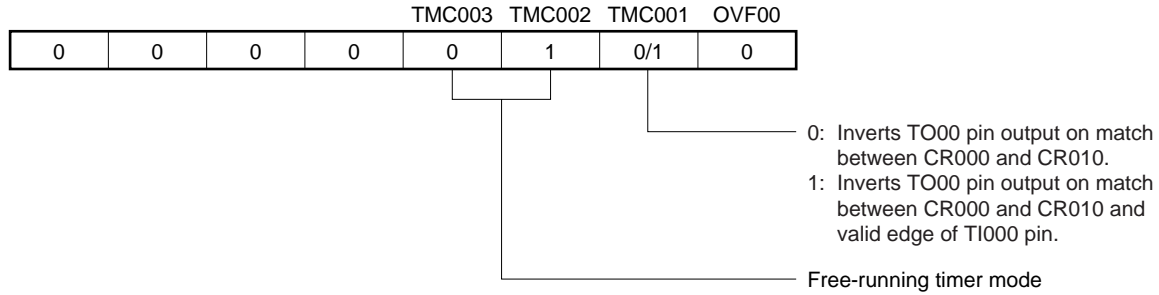 TMC003 TMC002 TMC001 OVF00
0 0 0 0 0 1 0/1 0
0: Inverts TO00 pin output on match
between CR000 and CR010.
1: Inverts TO00 pin output on match
between CR000 and CR010 and
valid edge of TI000 pin.
Free-running timer mode